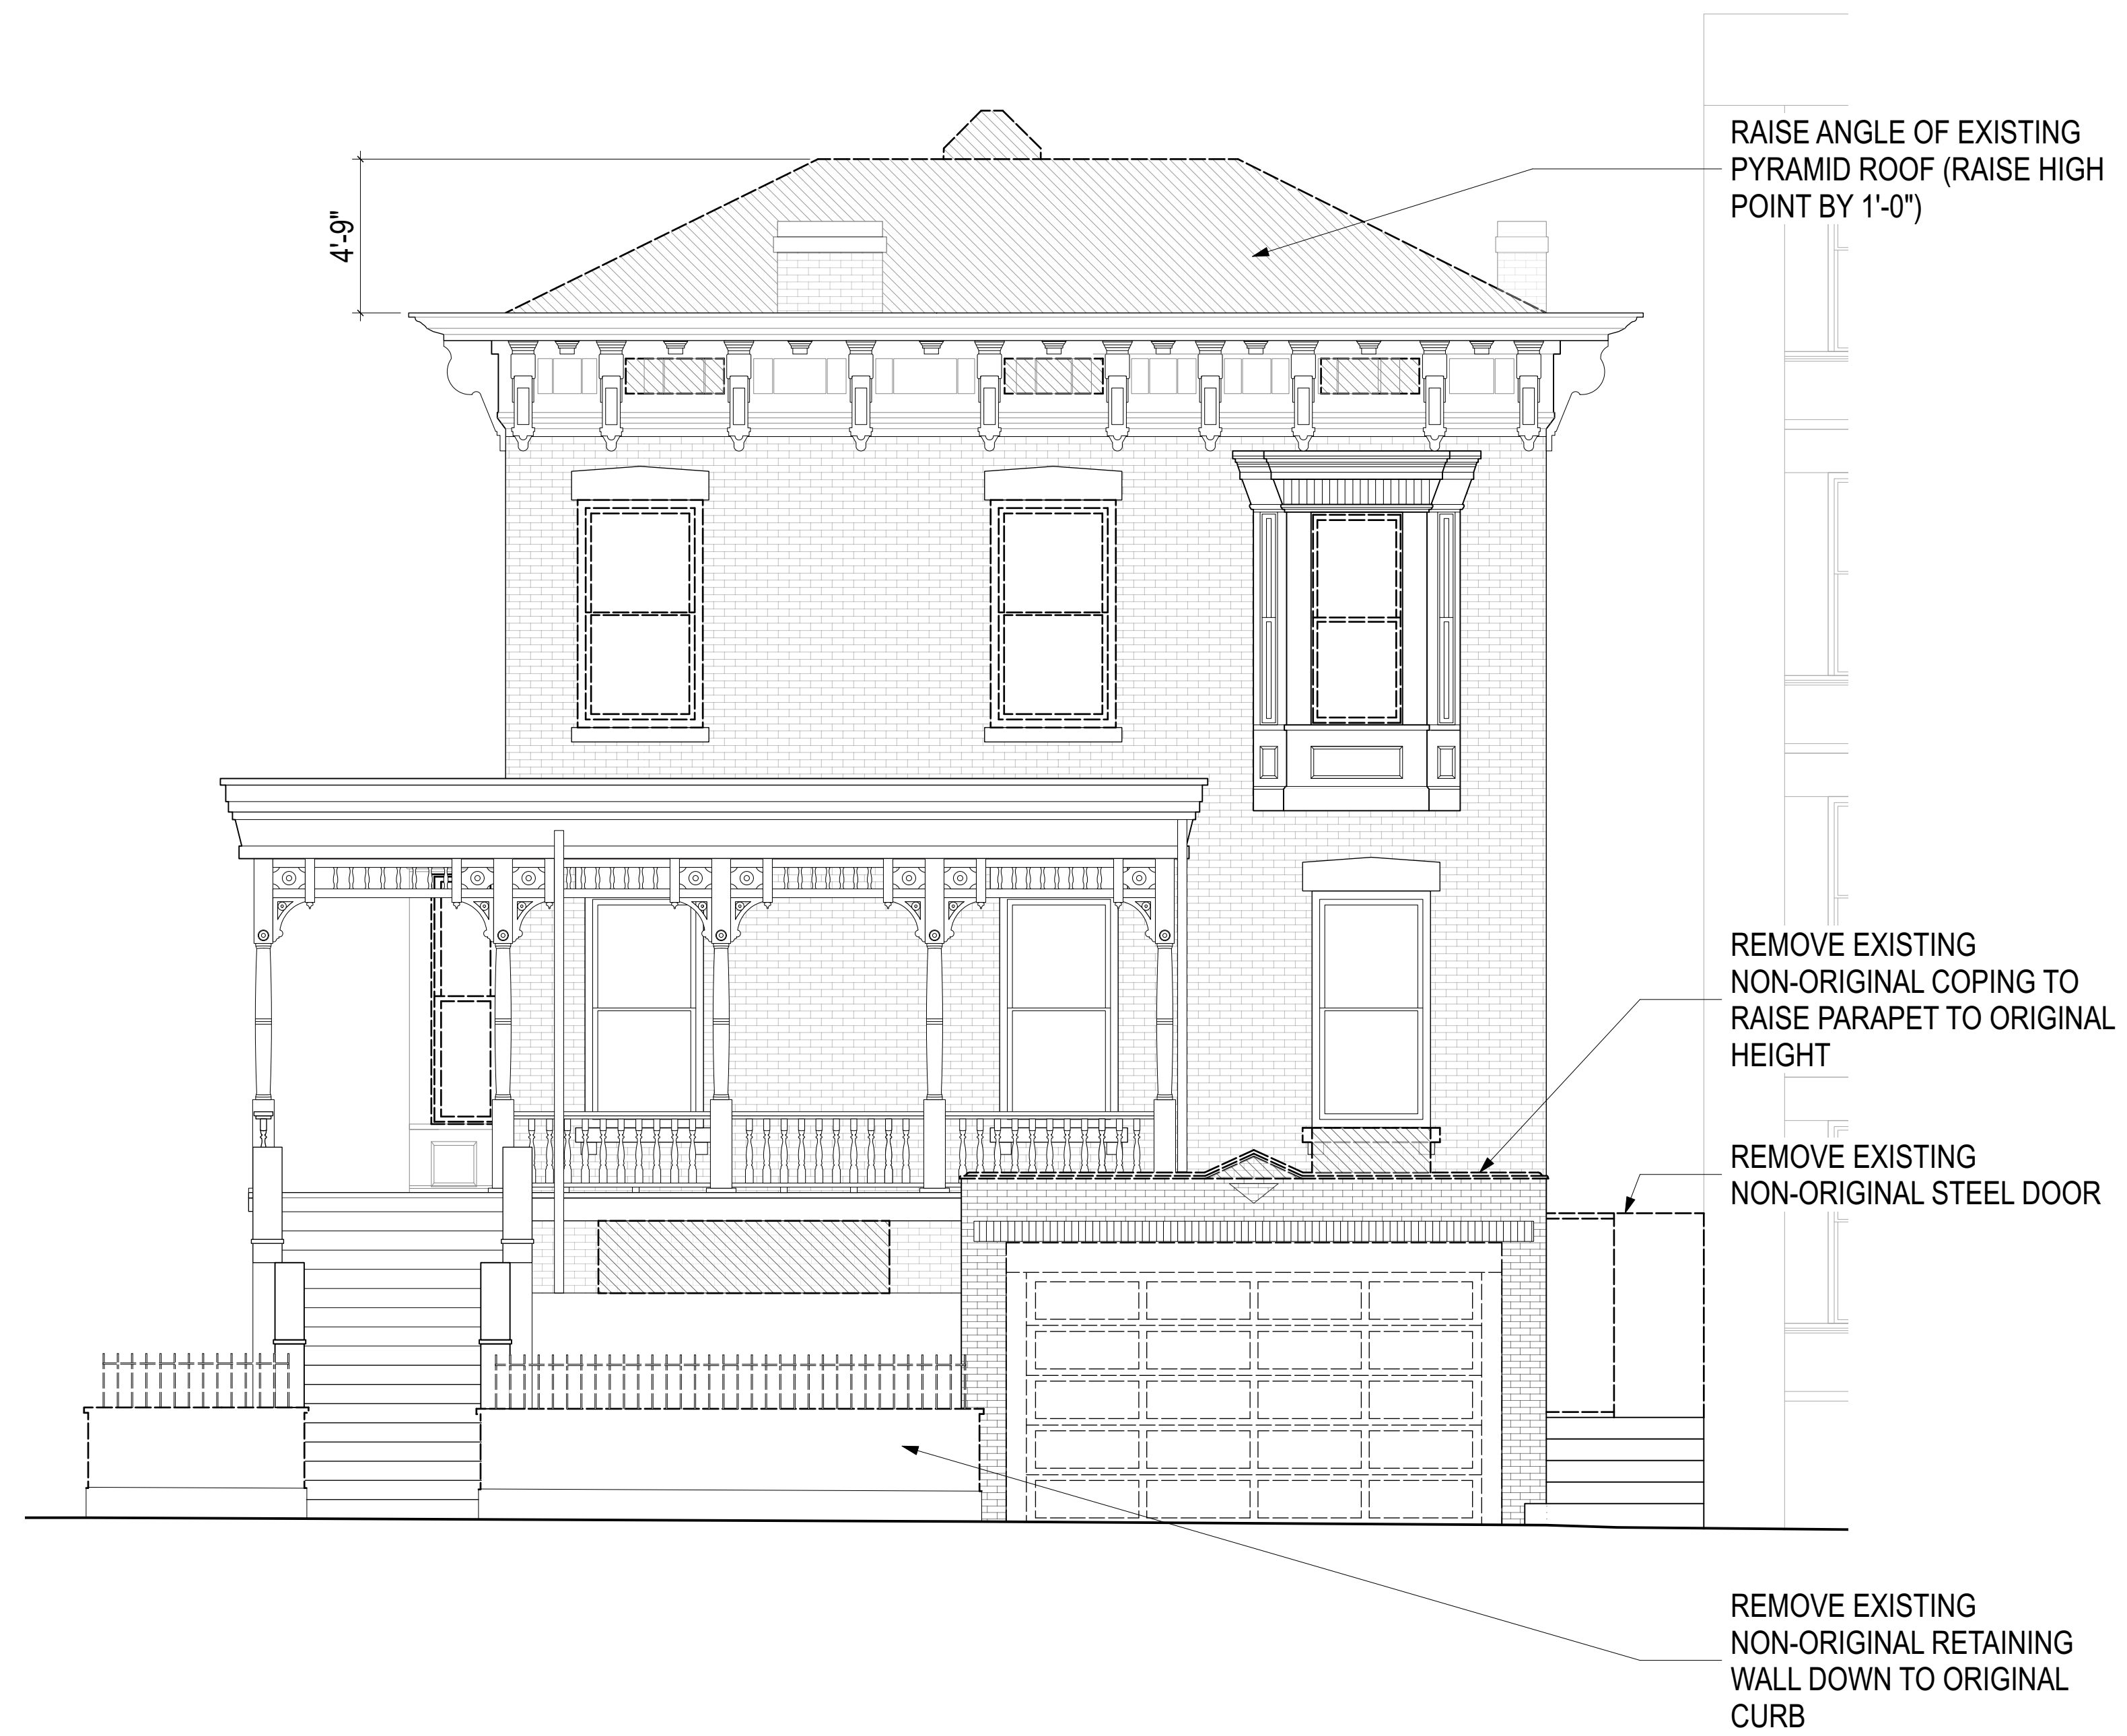 RAISE ANGLE OF EXISTING
PYRAMID ROOF (RAISE HIGH
POINT BY 1'-0")
4'-9"
REMOVE EXISTING
NON-ORIGINAL COPING TO
RAISE PARAPET TO ORIGINAL
HEIGHT
REMOVE EXISTING
NON-ORIGINAL STEEL DOOR
REMOVE EXISTING
NON-ORIGINAL RETAINING
WALL DOWN TO ORIGINAL
CURB